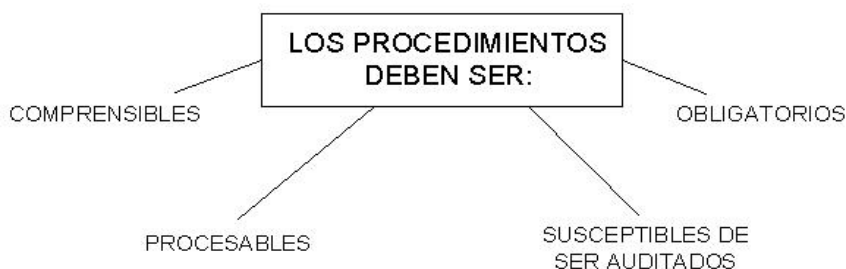 LOS PROCEDIMIENTOS
DEBEN SER:
COMPRENSIBLES
OBLIGATORIOS
PROCESABLES
SUSCEPTIBLES DE
SER AUDITADOS